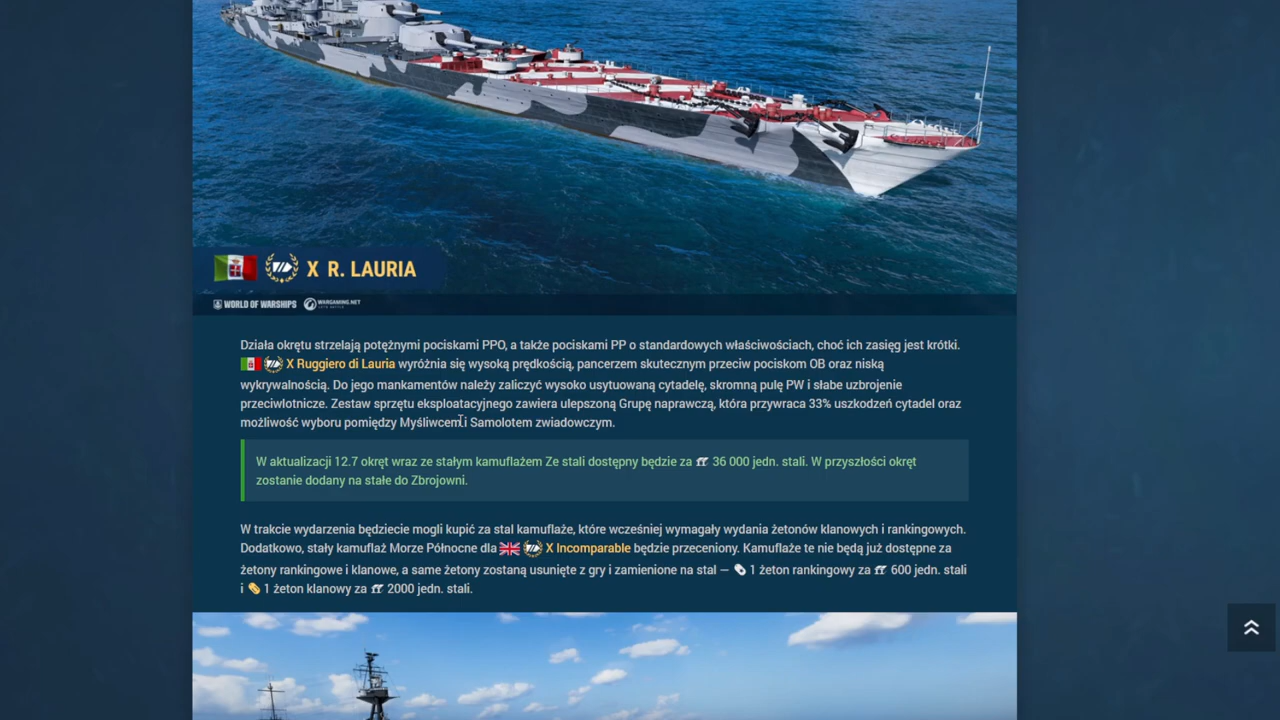 X R. LAURIA
WORLD OF WARSHIPS WARGAMING.NET
Działa okrętu strzelają potężnymi pociskami PPO, a także pociskami PP o standardowych właściwościach, choć ich zasięg jest krótki.
X Ruggiero di Lauria wyróżnia się wysoką prędkością, pancerzem skutecznym przeciw pociskom OB oraz niską
wykrywalnością. Do jego mankamentów należy zaliczyć wysoko usytuowaną cytadelę, skromną pulę PW i słabe uzbrojenie
przeciwlotnicze. Zestaw sprzętu eksploatacyjnego zawiera ulepszoną Grupę naprawczą, która przywraca 33% uszkodzeń cytadel oraz
możliwość wyboru pomiędzy Myśliwcem i Samolotem zwiadowczym.
W aktualizacji 12.7 okręt wraz ze stałym kamuflażem Ze stali dostępny będzie za 36 000 jedn. stali. W przyszłości okręt
zostanie dodany na stałe do Zbrojowni.
W trakcie wydarzenia będziecie mogli kupić za stal kamuflaże, które wcześniej wymagały wydania żetonów klanowych i rankingowych.
Dodatkowo, stały kamuflaż Morze Północne dla X Incomparable będzie przeceniony. Kamuflaże te nie będą już dostępne za
żetony rankingowe i klanowe, a same żetony zostaną usunięte z gry i zamienione na stal — 1 żeton rankingowy za 600 jedn. stali
i 1 żeton klanowy za 2000 jedn. stali.